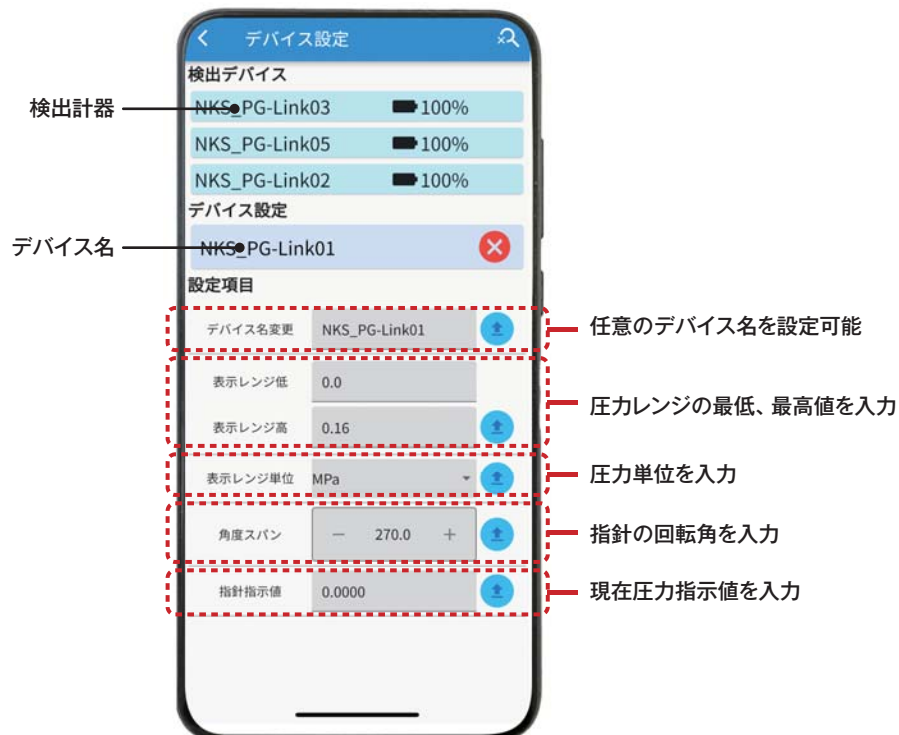 デバイス設定
検出デバイス
検出計器
NKS_PG-Link03 100%
NKS_PG-Link05 100%
NKS_PG-Link02 100%
デバイス設定
デバイス名
NKS_PG-Link01
設定項目
デバイス名変更 NKS_PG-Link01
任意のデバイス名を設定可能
表示レンジ低 0.0
圧力レンジの最低、最高値を入力
表示レンジ高 0.16
表示レンジ単位 MPa
圧力単位を入力
角度スパン － 270.0 ＋
指針の回転角を入力
指針指示値 0.0000
現在圧力指示値を入力